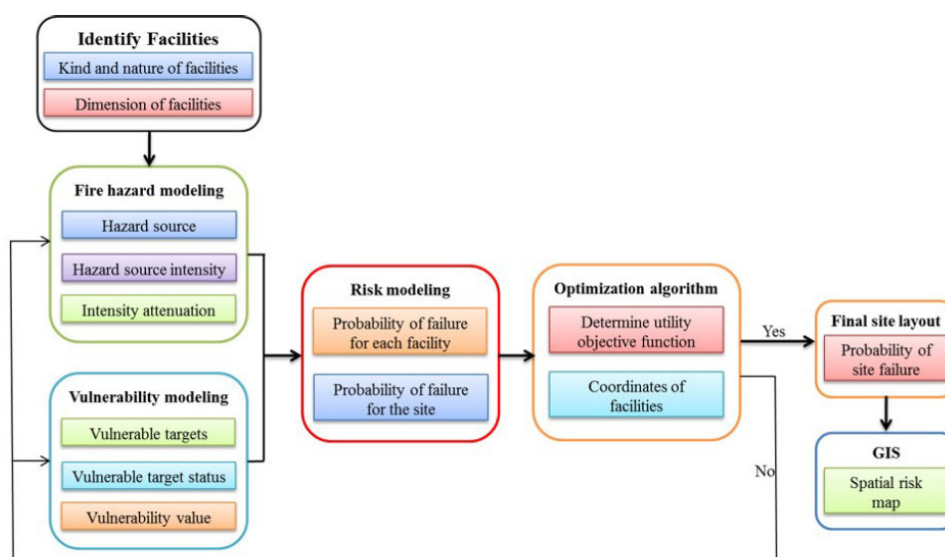 Identify Facilities
Kind and nature of facilities
Dimension of facilities
Fire hazard modeling
Hazard source
Hazard source intensity
Intensity attenuation
Vulnerability modeling
Vulnerable targets
Vulnerable target status
Vulnerability value
Risk modeling
Probability of failure
for each facility
Probability of failure
for the site
Optimization algorithm
Determine utility
objective function
Coordinates of
facilities
Yes
No
Final site layout
Probability of
site failure
GIS
Spatial risk
map